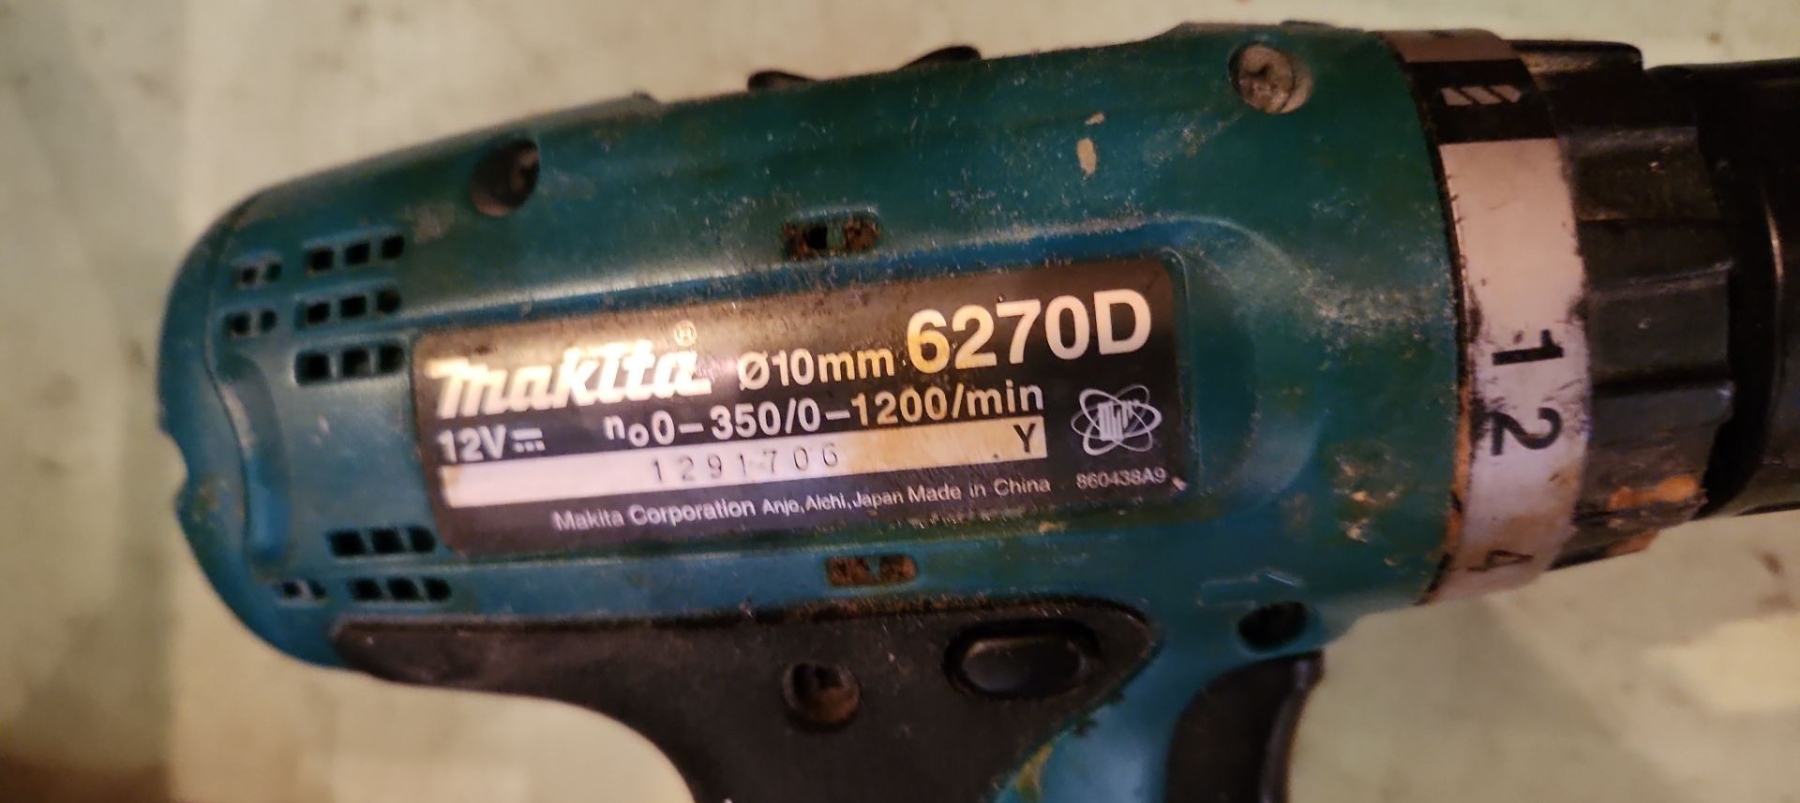 makita® Ø10mm 6270D
12V n₀0-350/0-1200/min
1291706 Y
Makita Corporation Anjo,Aichi,Japan Made in China 860438A9
1
2
4